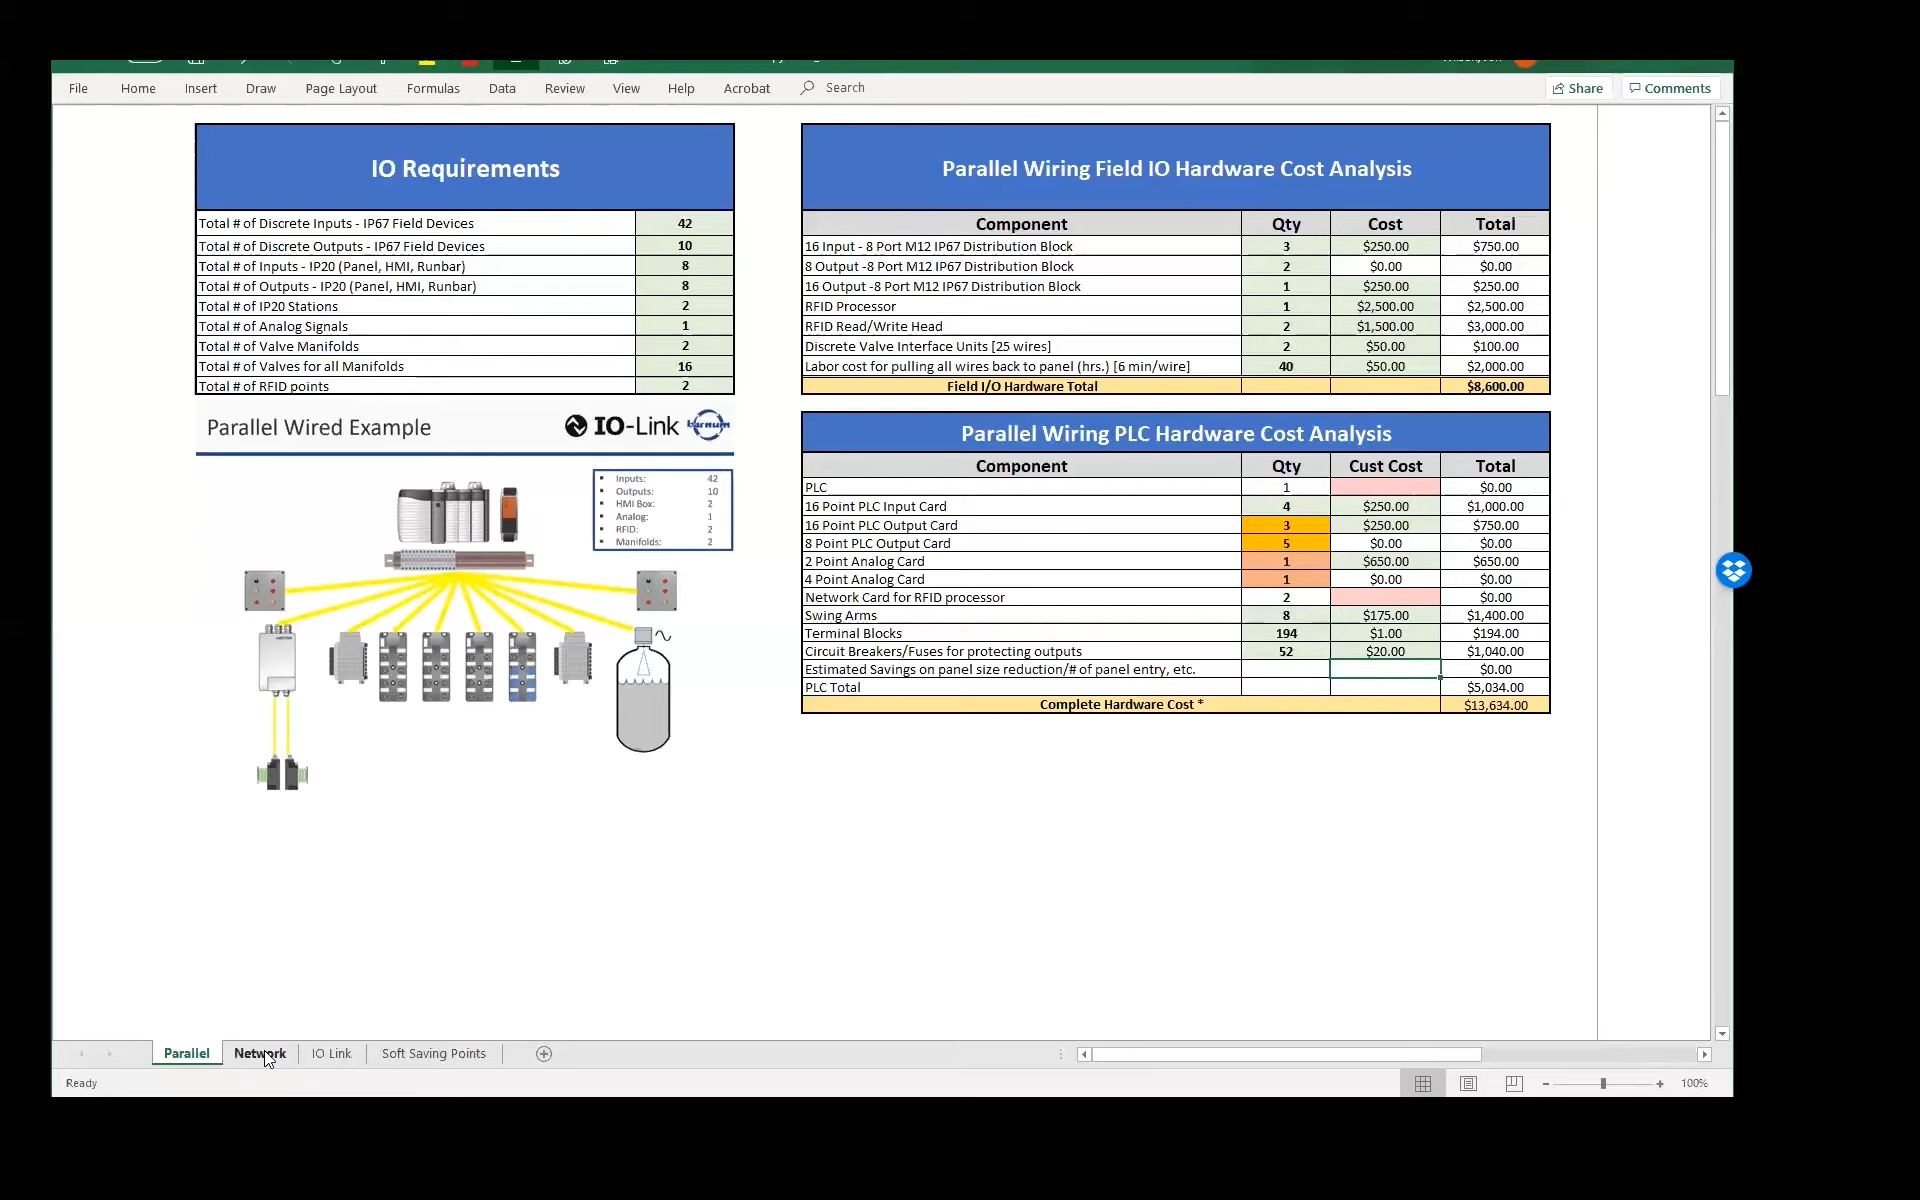 File Home Insert Draw Page Layout Formulas Data Review View Help Acrobat Search Share Comments
IO Requirements
Total # of Discrete Inputs - IP67 Field Devices 42
Total # of Discrete Outputs - IP67 Field Devices 10
Total # of Inputs - IP20 (Panel, HMI, Runbar) 8
Total # of Outputs - IP20 (Panel, HMI, Runbar) 8
Total # of IP20 Stations 2
Total # of Analog Signals 1
Total # of Valve Manifolds 2
Total # of Valves for all Manifolds 16
Total # of RFID points 2
Parallel Wired Example IO-Link
Inputs: 42
Outputs: 10
HMI Box: 2
Analog: 1
RFID: 2
Manifolds: 2
Parallel Wiring Field IO Hardware Cost Analysis
Component Qty Cost Total
16 Input - 8 Port M12 IP67 Distribution Block 3 $250.00 $750.00
8 Output -8 Port M12 IP67 Distribution Block 2 $0.00 $0.00
16 Output -8 Port M12 IP67 Distribution Block 1 $250.00 $250.00
RFID Processor 1 $2,500.00 $2,500.00
RFID Read/Write Head 2 $1,500.00 $3,000.00
Discrete Valve Interface Units [25 wires] 2 $50.00 $100.00
Labor cost for pulling all wires back to panel (hrs.) [6 min/wire] 40 $50.00 $2,000.00
Field I/O Hardware Total $8,600.00
Parallel Wiring PLC Hardware Cost Analysis
Component Qty Cust Cost Total
PLC 1 $0.00
16 Point PLC Input Card 4 $250.00 $1,000.00
16 Point PLC Output Card 3 $250.00 $750.00
8 Point PLC Output Card 5 $0.00 $0.00
2 Point Analog Card 1 $650.00 $650.00
4 Point Analog Card 1 $0.00 $0.00
Network Card for RFID processor 2 $0.00
Swing Arms 8 $175.00 $1,400.00
Terminal Blocks 194 $1.00 $194.00
Circuit Breakers/Fuses for protecting outputs 52 $20.00 $1,040.00
Estimated Savings on panel size reduction/# of panel entry, etc. $0.00
PLC Total $5,034.00
Complete Hardware Cost * $13,634.00
Parallel Network IO Link Soft Saving Points
Ready 100%